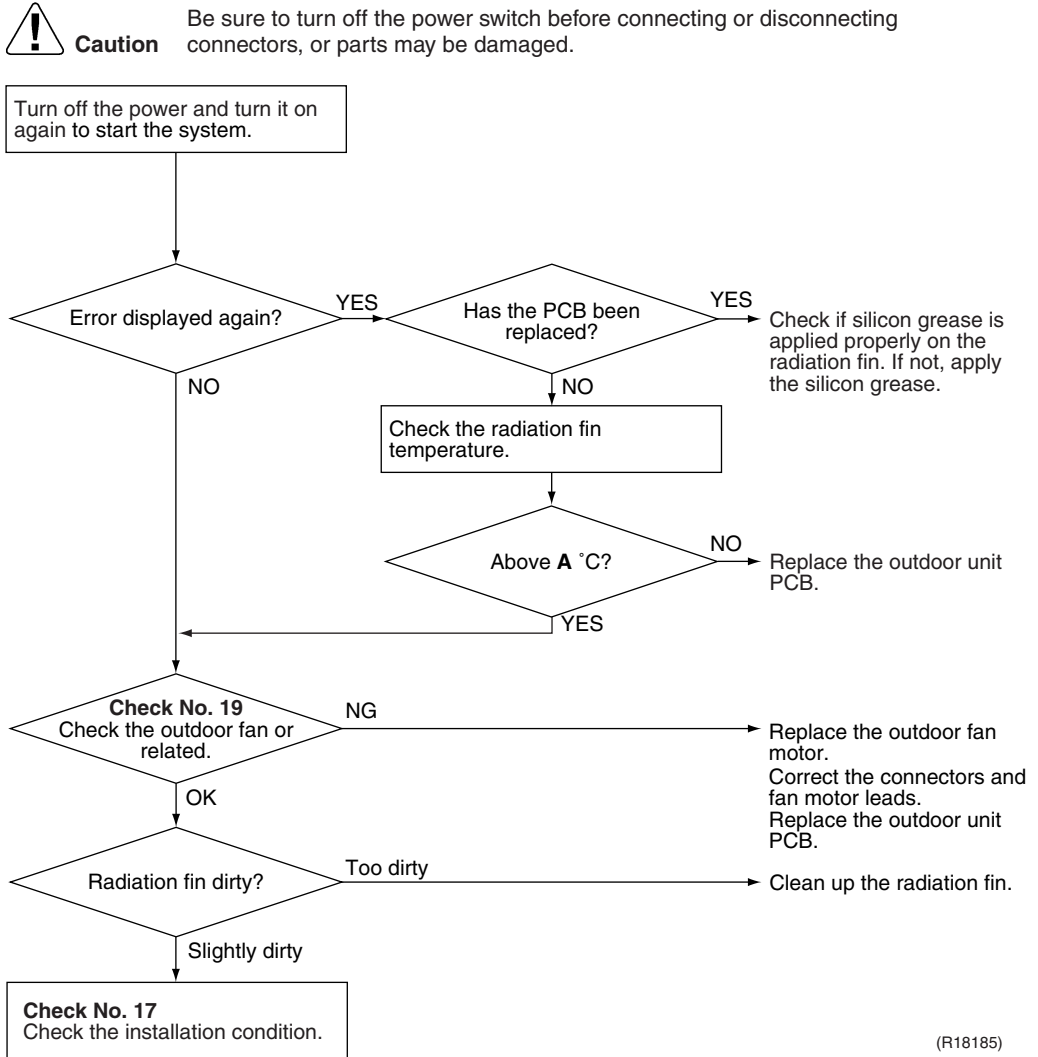 Be sure to turn off the power switch before connecting or disconnecting
Caution connectors, or parts may be damaged.
Turn off the power and turn it on
again to start the system.
Error displayed again?
YES
Has the PCB been
replaced?
YES
Check if silicon grease is
applied properly on the
radiation fin. If not, apply
the silicon grease.
NO
NO
Check the radiation fin
temperature.
Above A ˚C?
NO
Replace the outdoor unit
PCB.
YES
Check No. 19
Check the outdoor fan or
related.
NG
Replace the outdoor fan
motor.
Correct the connectors and
fan motor leads.
Replace the outdoor unit
PCB.
OK
Radiation fin dirty?
Too dirty
Clean up the radiation fin.
Slightly dirty
Check No. 17
Check the installation condition.
(R18185)